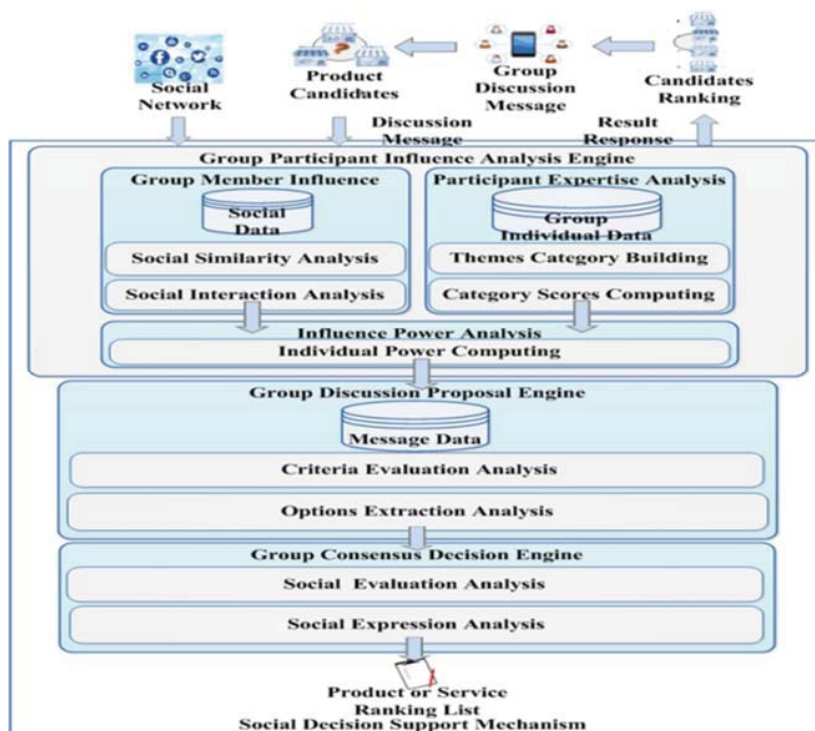 Social
Network
Product
Candidates
Group
Discussion
Message
Candidates
Ranking
Discussion
Message
Result
Response
Group Participant Influence Analysis Engine
Group Member Influence
Social
Data
Social Similarity Analysis
Social Interaction Analysis
Participant Expertise Analysis
Group
Individual Data
Themes Category Building
Category Scores Computing
Influence Power Analysis
Individual Power Computing
Group Discussion Proposal Engine
Message Data
Criteria Evaluation Analysis
Options Extraction Analysis
Group Consensus Decision Engine
Social Evaluation Analysis
Social Expression Analysis
Product or Service
Ranking List
Social Decision Support Mechanism